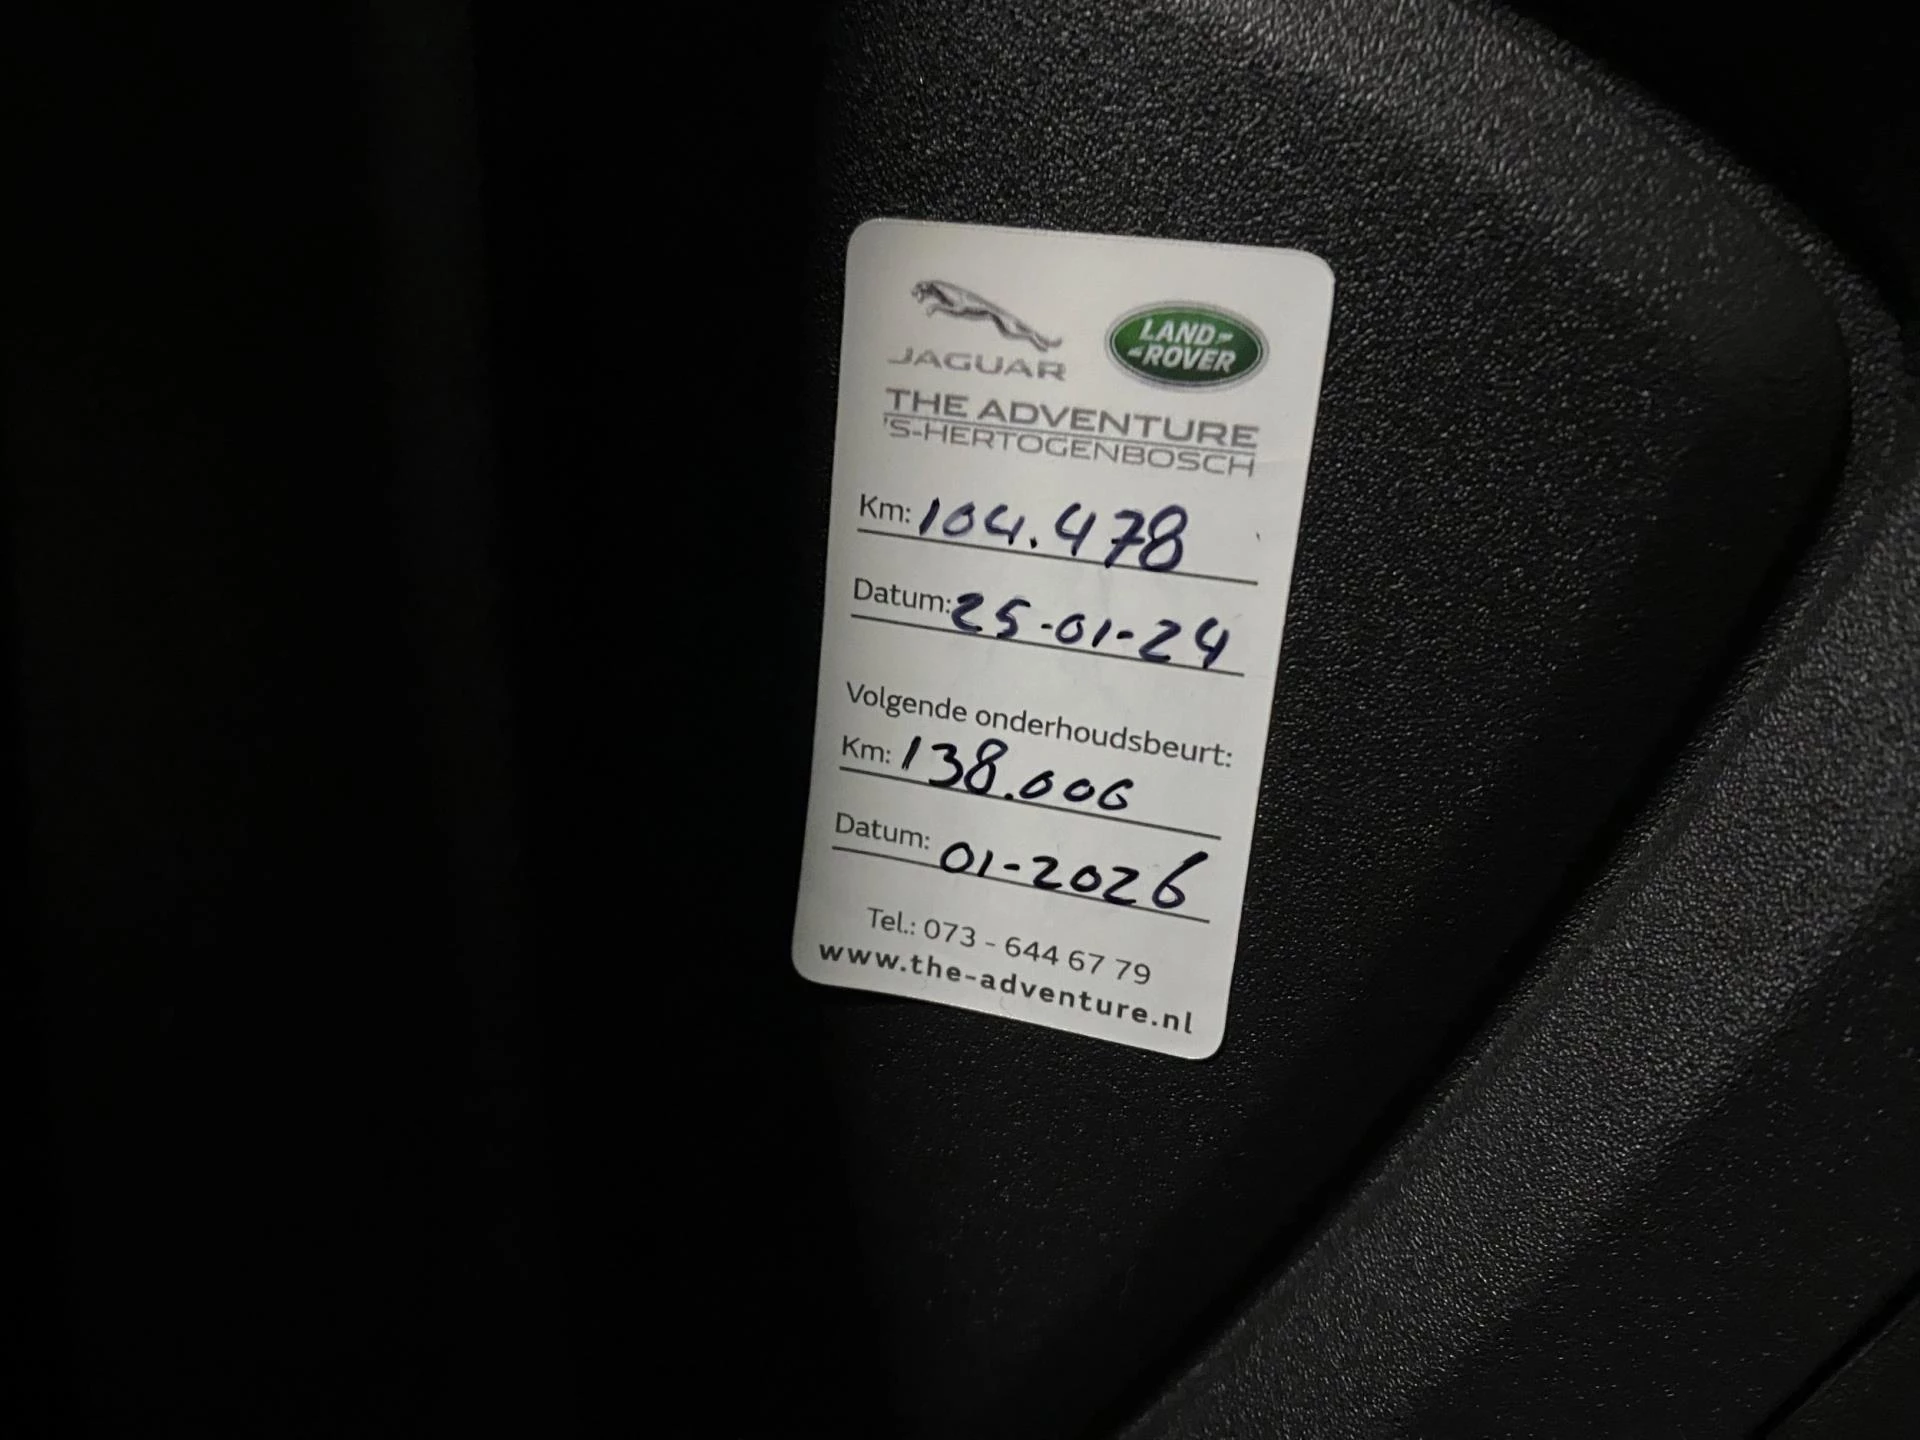 JAGUAR
LAND-
-ROVER
THE ADVENTURE
'S-HERTOGENBOSCH
Km: 104.478
Datum: 25-01-24
Volgende onderhoudsbeurt:
Km: 138.000
Datum: 01-2026
Tel.: 073 - 644 67 79
www.the-adventure.nl